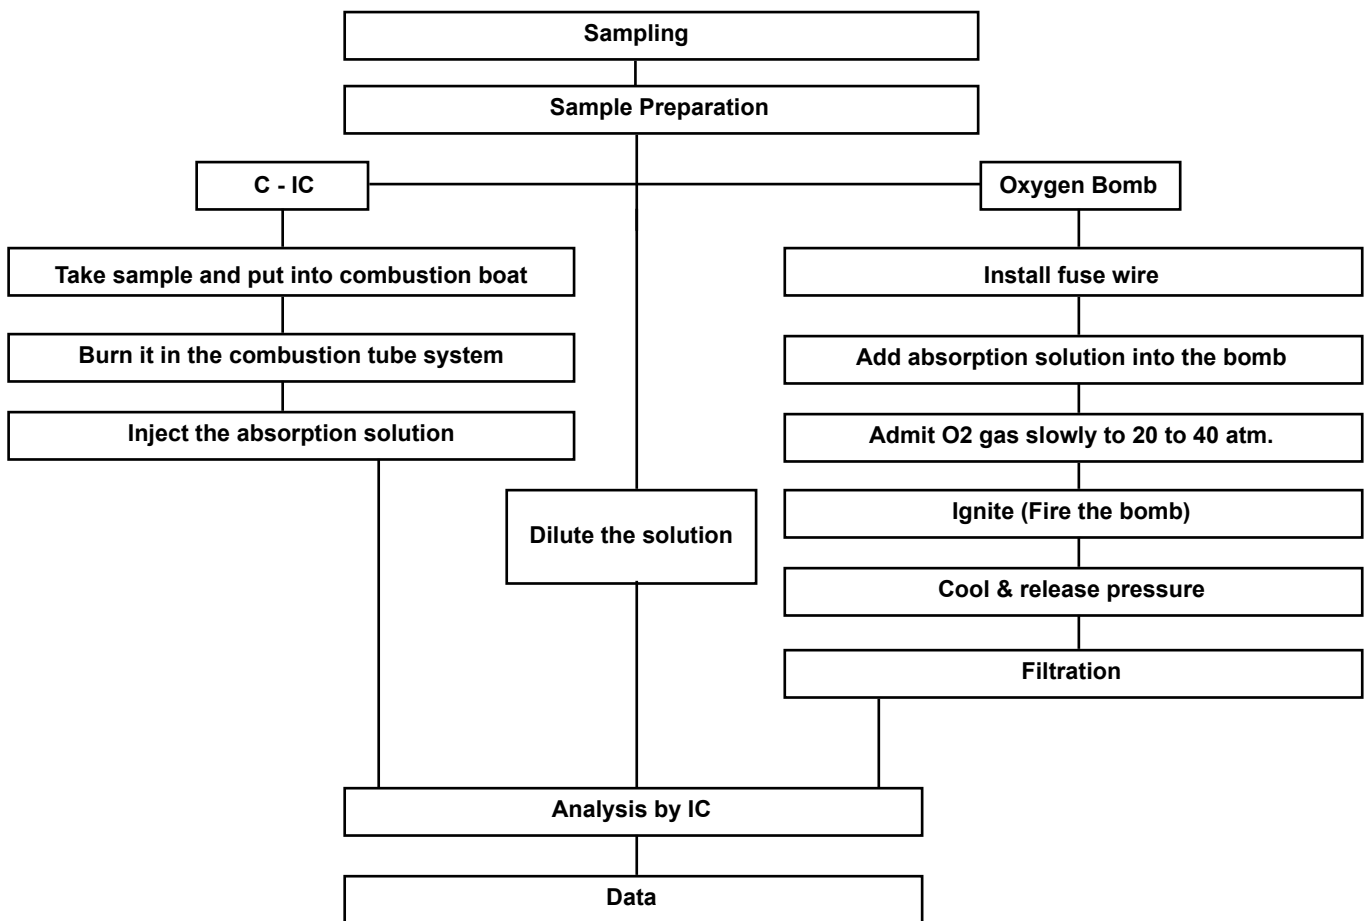 Sampling
Sample Preparation
C - IC
Oxygen Bomb
Take sample and put into combustion boat
Burn it in the combustion tube system
Inject the absorption solution
Dilute the solution
Install fuse wire
Add absorption solution into the bomb
Admit O2 gas slowly to 20 to 40 atm.
Ignite (Fire the bomb)
Cool & release pressure
Filtration
Analysis by IC
Data